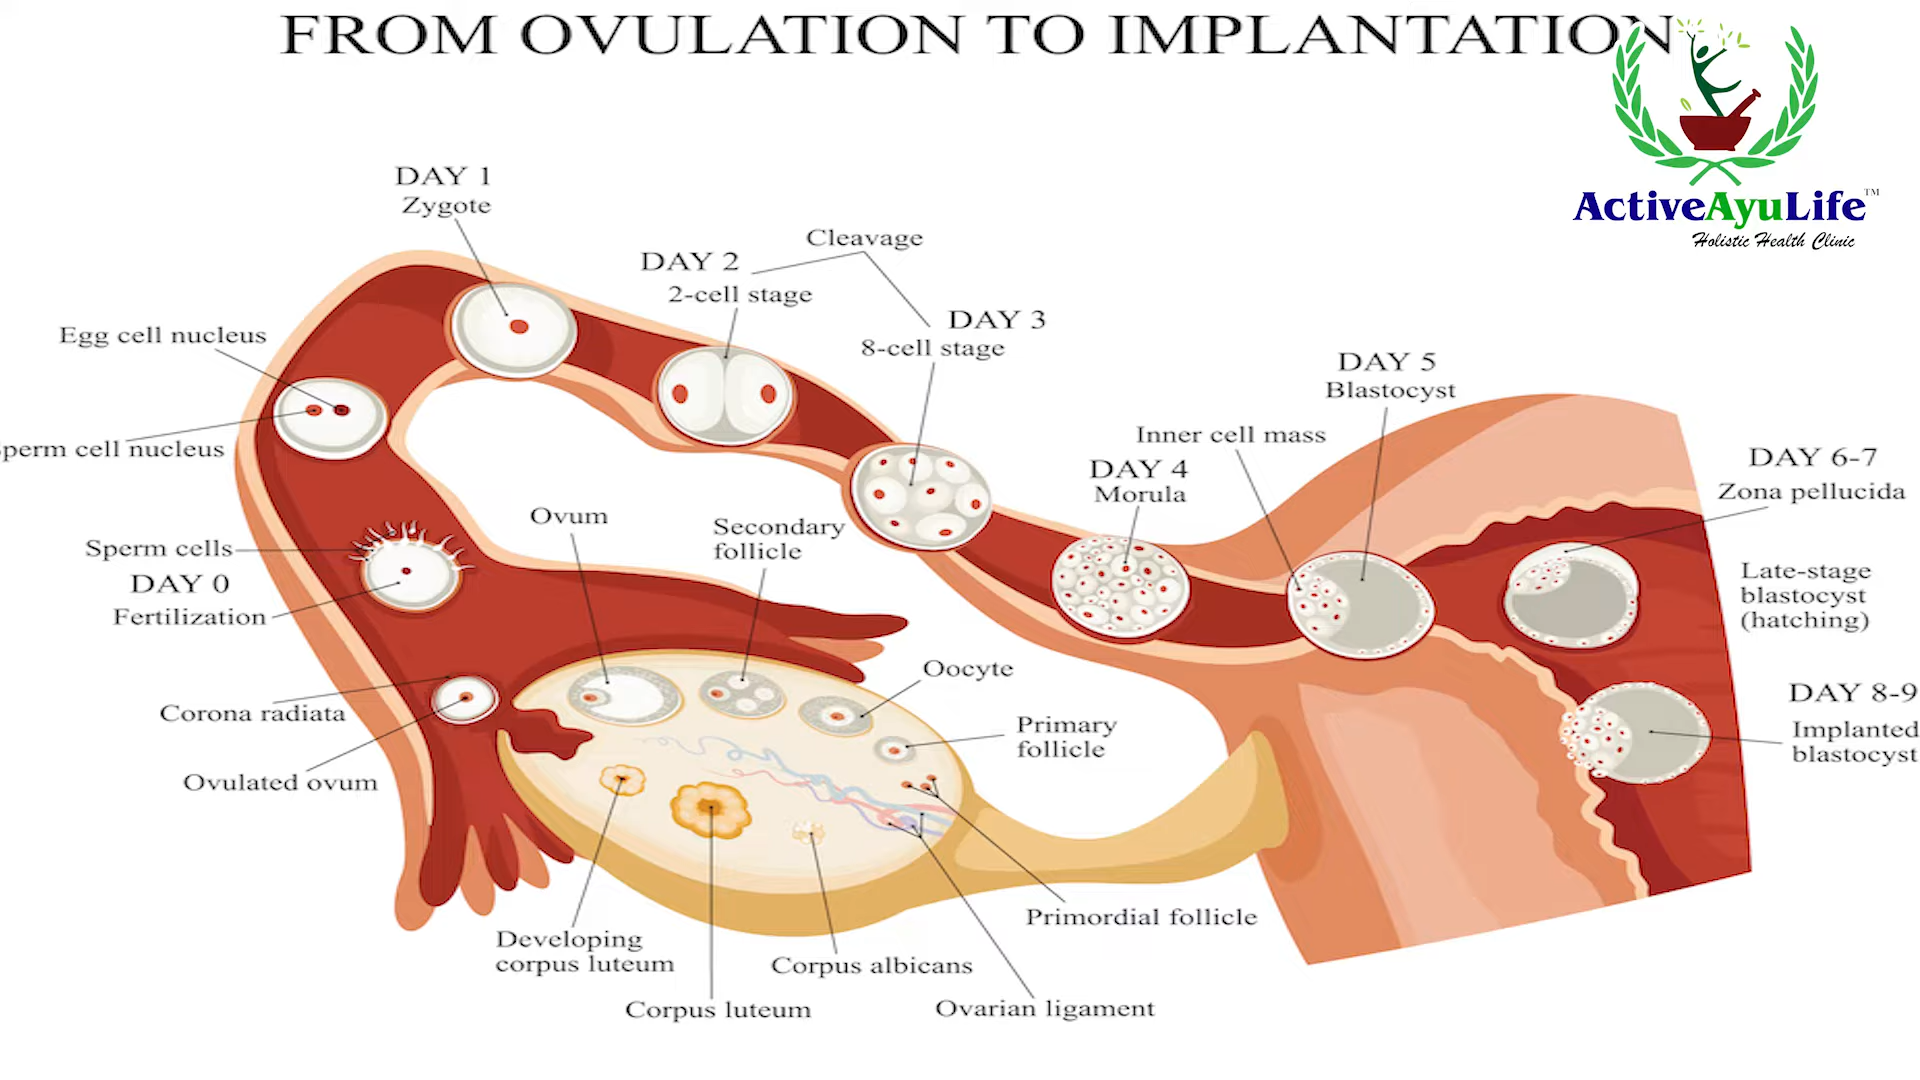 FROM OVULATION TO IMPLANTATION
ActiveAyuLife™
Holistic Health Clinic
DAY 1
Zygote
Cleavage
DAY 2
2-cell stage
DAY 3
8-cell stage
Egg cell nucleus
perm cell nucleus
DAY 5
Blastocyst
Inner cell mass
DAY 4
Morula
DAY 6-7
Zona pellucida
Ovum
Secondary
follicle
Sperm cells
DAY 0
Fertilization
Late-stage
blastocyst
(hatching)
Oocyte
Corona radiata
Primary
follicle
DAY 8-9
Implanted
blastocyst
Ovulated ovum
Primordial follicle
Developing
corpus luteum
Corpus albicans
Corpus luteum
Ovarian ligament